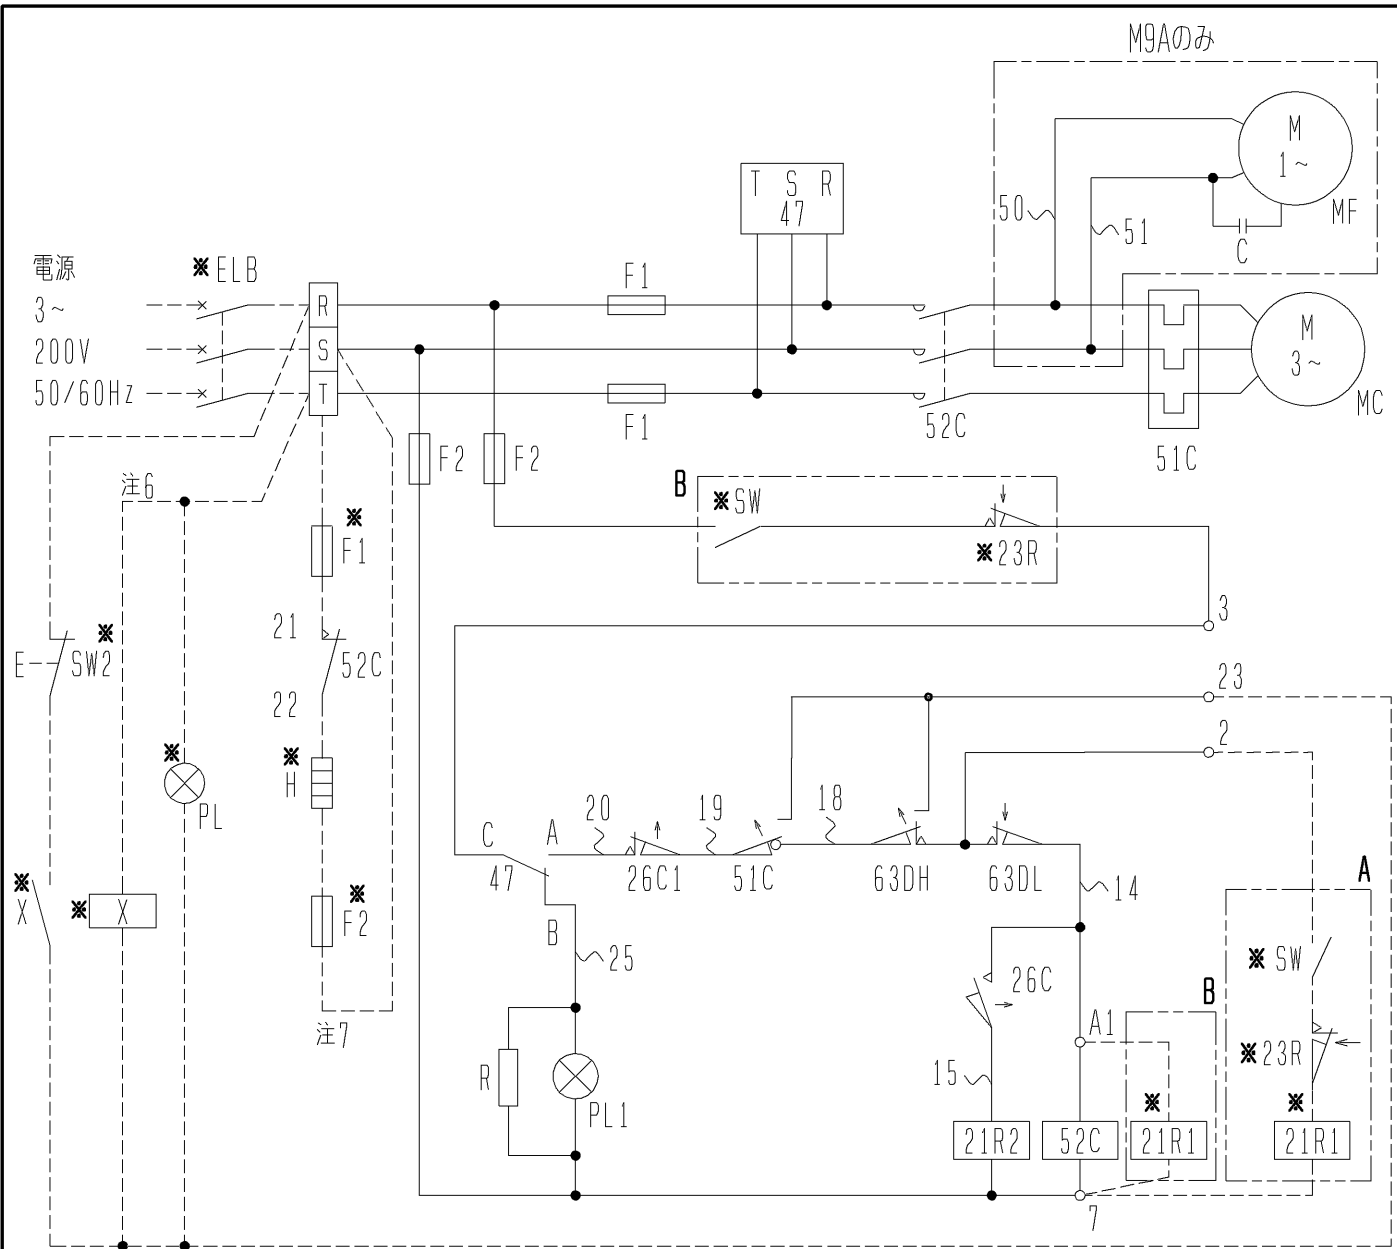 M9Aのみ
M
1~
MF
50
51
C
T S R
47
電源
3~
200V
50/60Hz
※ELB
R
S
T
F1
F1
52C
51C
M
3~
MC
F2
F2
B
※SW
※23R
注6
※
F1
21
52C
22
※
SW2
E
※
H
※
PL
※
X
※
X
※
F2
注7
3
23
2
C
47
A
20
26C1
19
51C
18
63DH
63DL
14
B
25
R
PL1
26C
15
A1
21R2
52C
B
※
21R1
A
※ SW
※23R
※
21R1
7